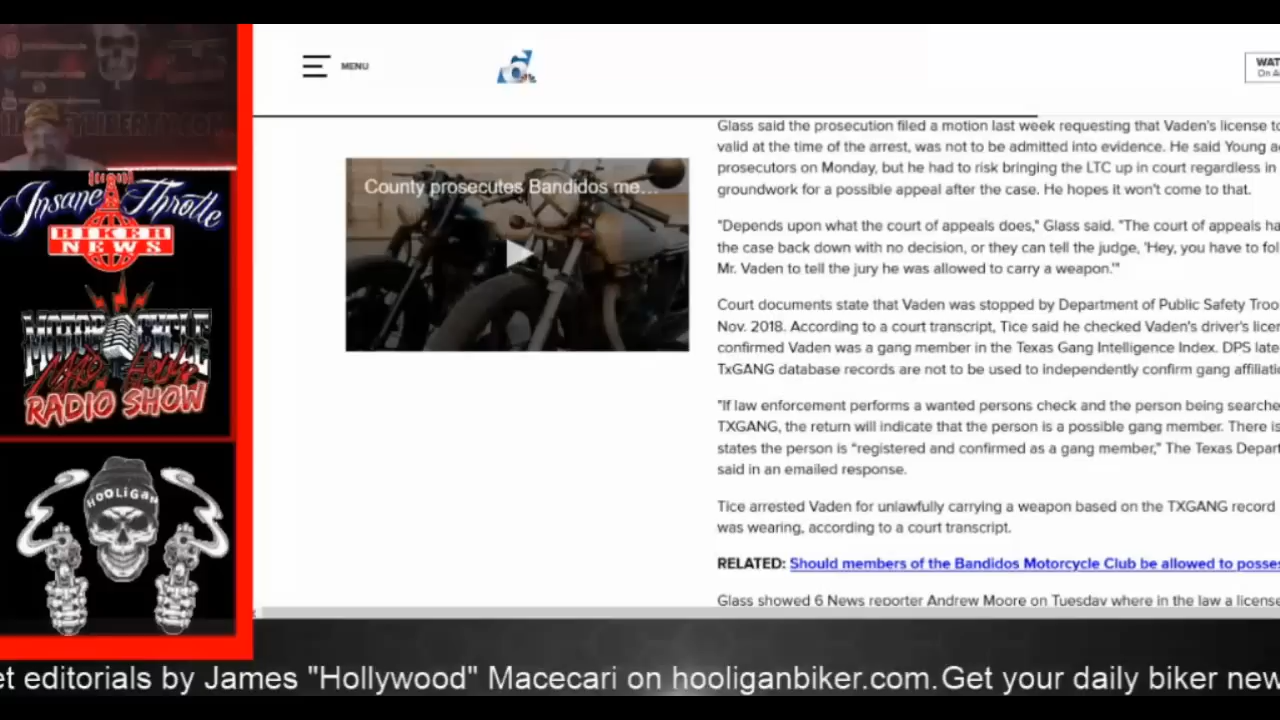 MENU
6
WAT
On A
Insane Throttle
BIKER
NEWS
MOTORCYCLE
RADIO SHOW
HOOLIGAN
County prosecutes Bandidos me...
Glass said the prosecution filed a motion last week requesting that Vaden's license to
valid at the time of the arrest, was not to be admitted into evidence. He said Young a
prosecutors on Monday, but he had to risk bringing the LTC up in court regardless in
groundwork for a possible appeal after the case. He hopes it won't come to that.
"Depends upon what the court of appeals does," Glass said. "The court of appeals ha
the case back down with no decision, or they can tell the judge, 'Hey, you have to fol
Mr. Vaden to tell the jury he was allowed to carry a weapon.'"
Court documents state that Vaden was stopped by Department of Public Safety Troo
Nov. 2018. According to a court transcript, Tice said he checked Vaden's driver's licen
confirmed Vaden was a gang member in the Texas Gang Intelligence Index. DPS late
TxGANG database records are not to be used to independently confirm gang affiliati
"If law enforcement performs a wanted persons check and the person being searche
TXGANG, the return will indicate that the person is a possible gang member. There is
states the person is "registered and confirmed as a gang member," The Texas Depart
said in an emailed response.
Tice arrested Vaden for unlawfully carrying a weapon based on the TXGANG record
was wearing, according to a court transcript.
RELATED: Should members of the Bandidos Motorcycle Club be allowed to posses
Glass showed 6 News reporter Andrew Moore on Tuesday where in the law a license
et editorials by James "Hollywood" Macecari on hooliganbiker.com. Get your daily biker new